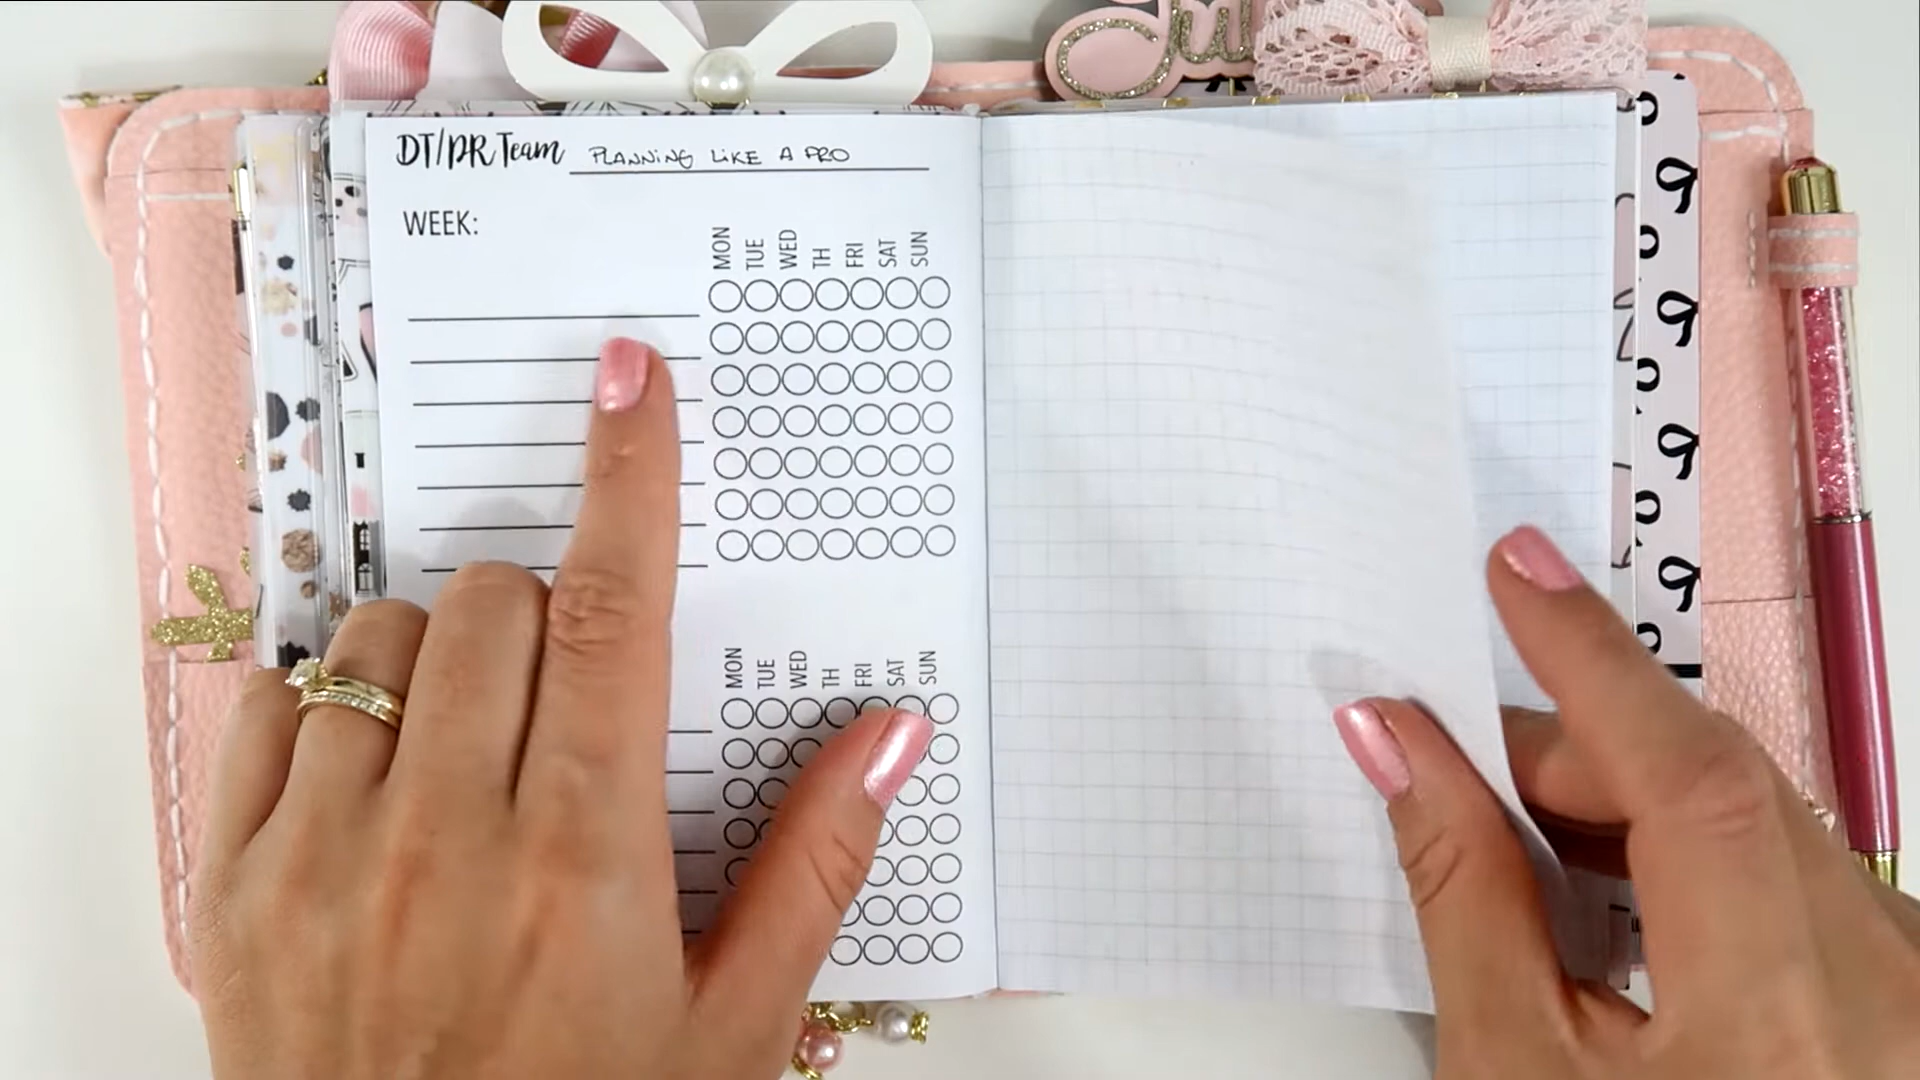 Jul
DT/PR Team PLANNING LIKE A PRO
WEEK:
MON TUE WED TH FRI SAT SUN
MON TUE WED TH FRI SAT SUN